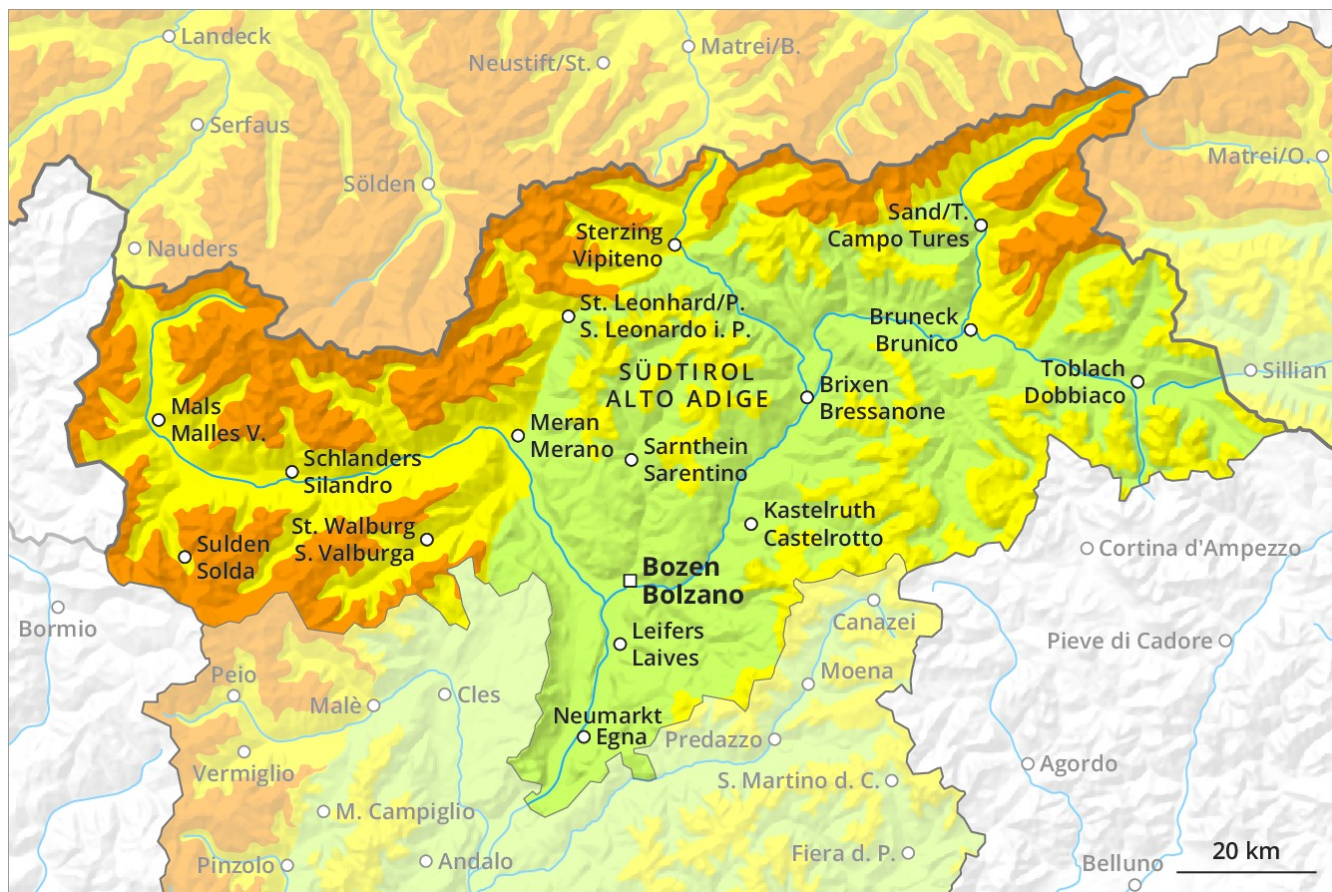 Landeck
Matrei/B.
Neustift/St.
Serfaus
Matrei/O.
Sölden
Sand/T.
Campo Tures
Sterzing
Vipiteno
Nauders
St. Leonhard/P.
S. Leonardo i. P.
Bruneck
Brunico
SÜDTIROL
ALTO ADIGE
Toblach
Dobbiaco
Sillian
Brixen
Bressanone
Mals
Malles V.
Meran
Merano
Sarnthein
Sarentino
Schlanders
Silandro
Kastelruth
Castelrotto
St. Walburg
S. Valburga
Sulden
Solda
Cortina d'Ampezzo
Bozen
Bolzano
Bormio
Canazei
Leifers
Laives
Pieve di Cadore
Peio
Moena
Malè
Cles
Neumarkt
Egna
Predazzo
Vermiglio
Agordo
S. Martino d. C.
M. Campiglio
20 km
Pinzolo
Andalo
Fiera d. P.
Belluno